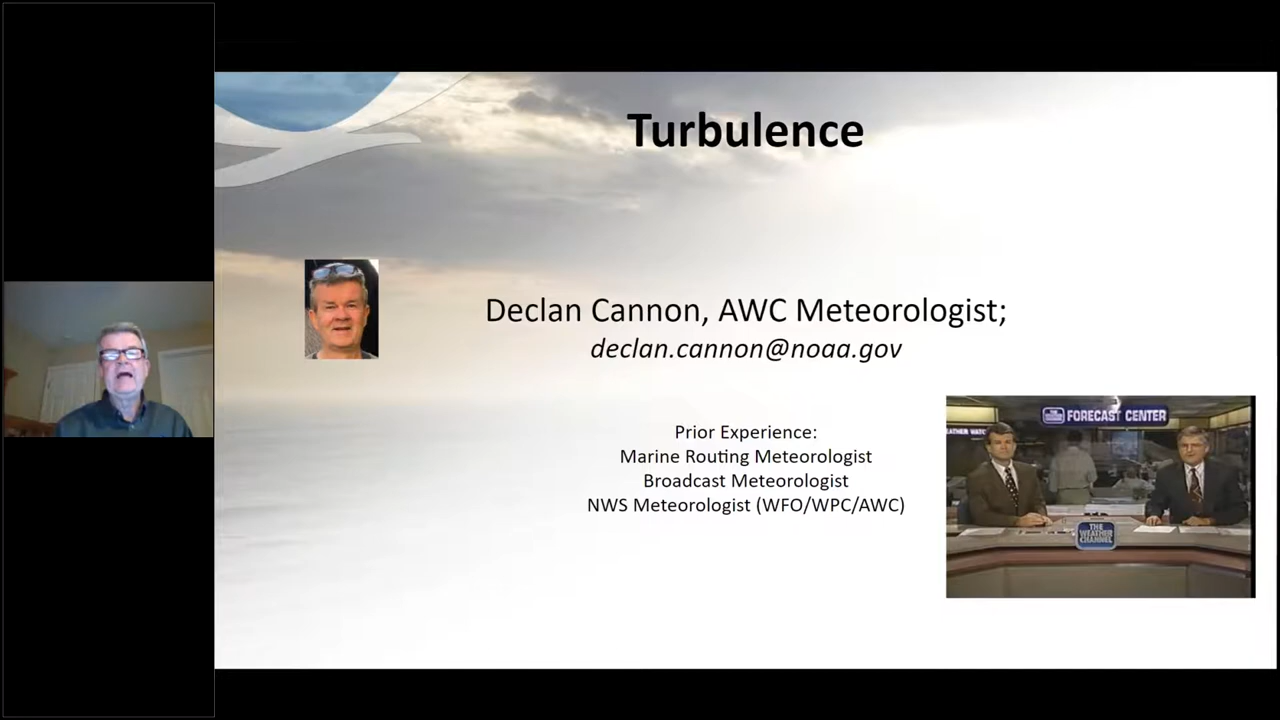 Turbulence
Declan Cannon, AWC Meteorologist;
declan.cannon@noaa.gov
Prior Experience:
Marine Routing Meteorologist
Broadcast Meteorologist
NWS Meteorologist (WFO/WPC/AWC)
FORECAST CENTER
THE
WEATHER
CHANNEL